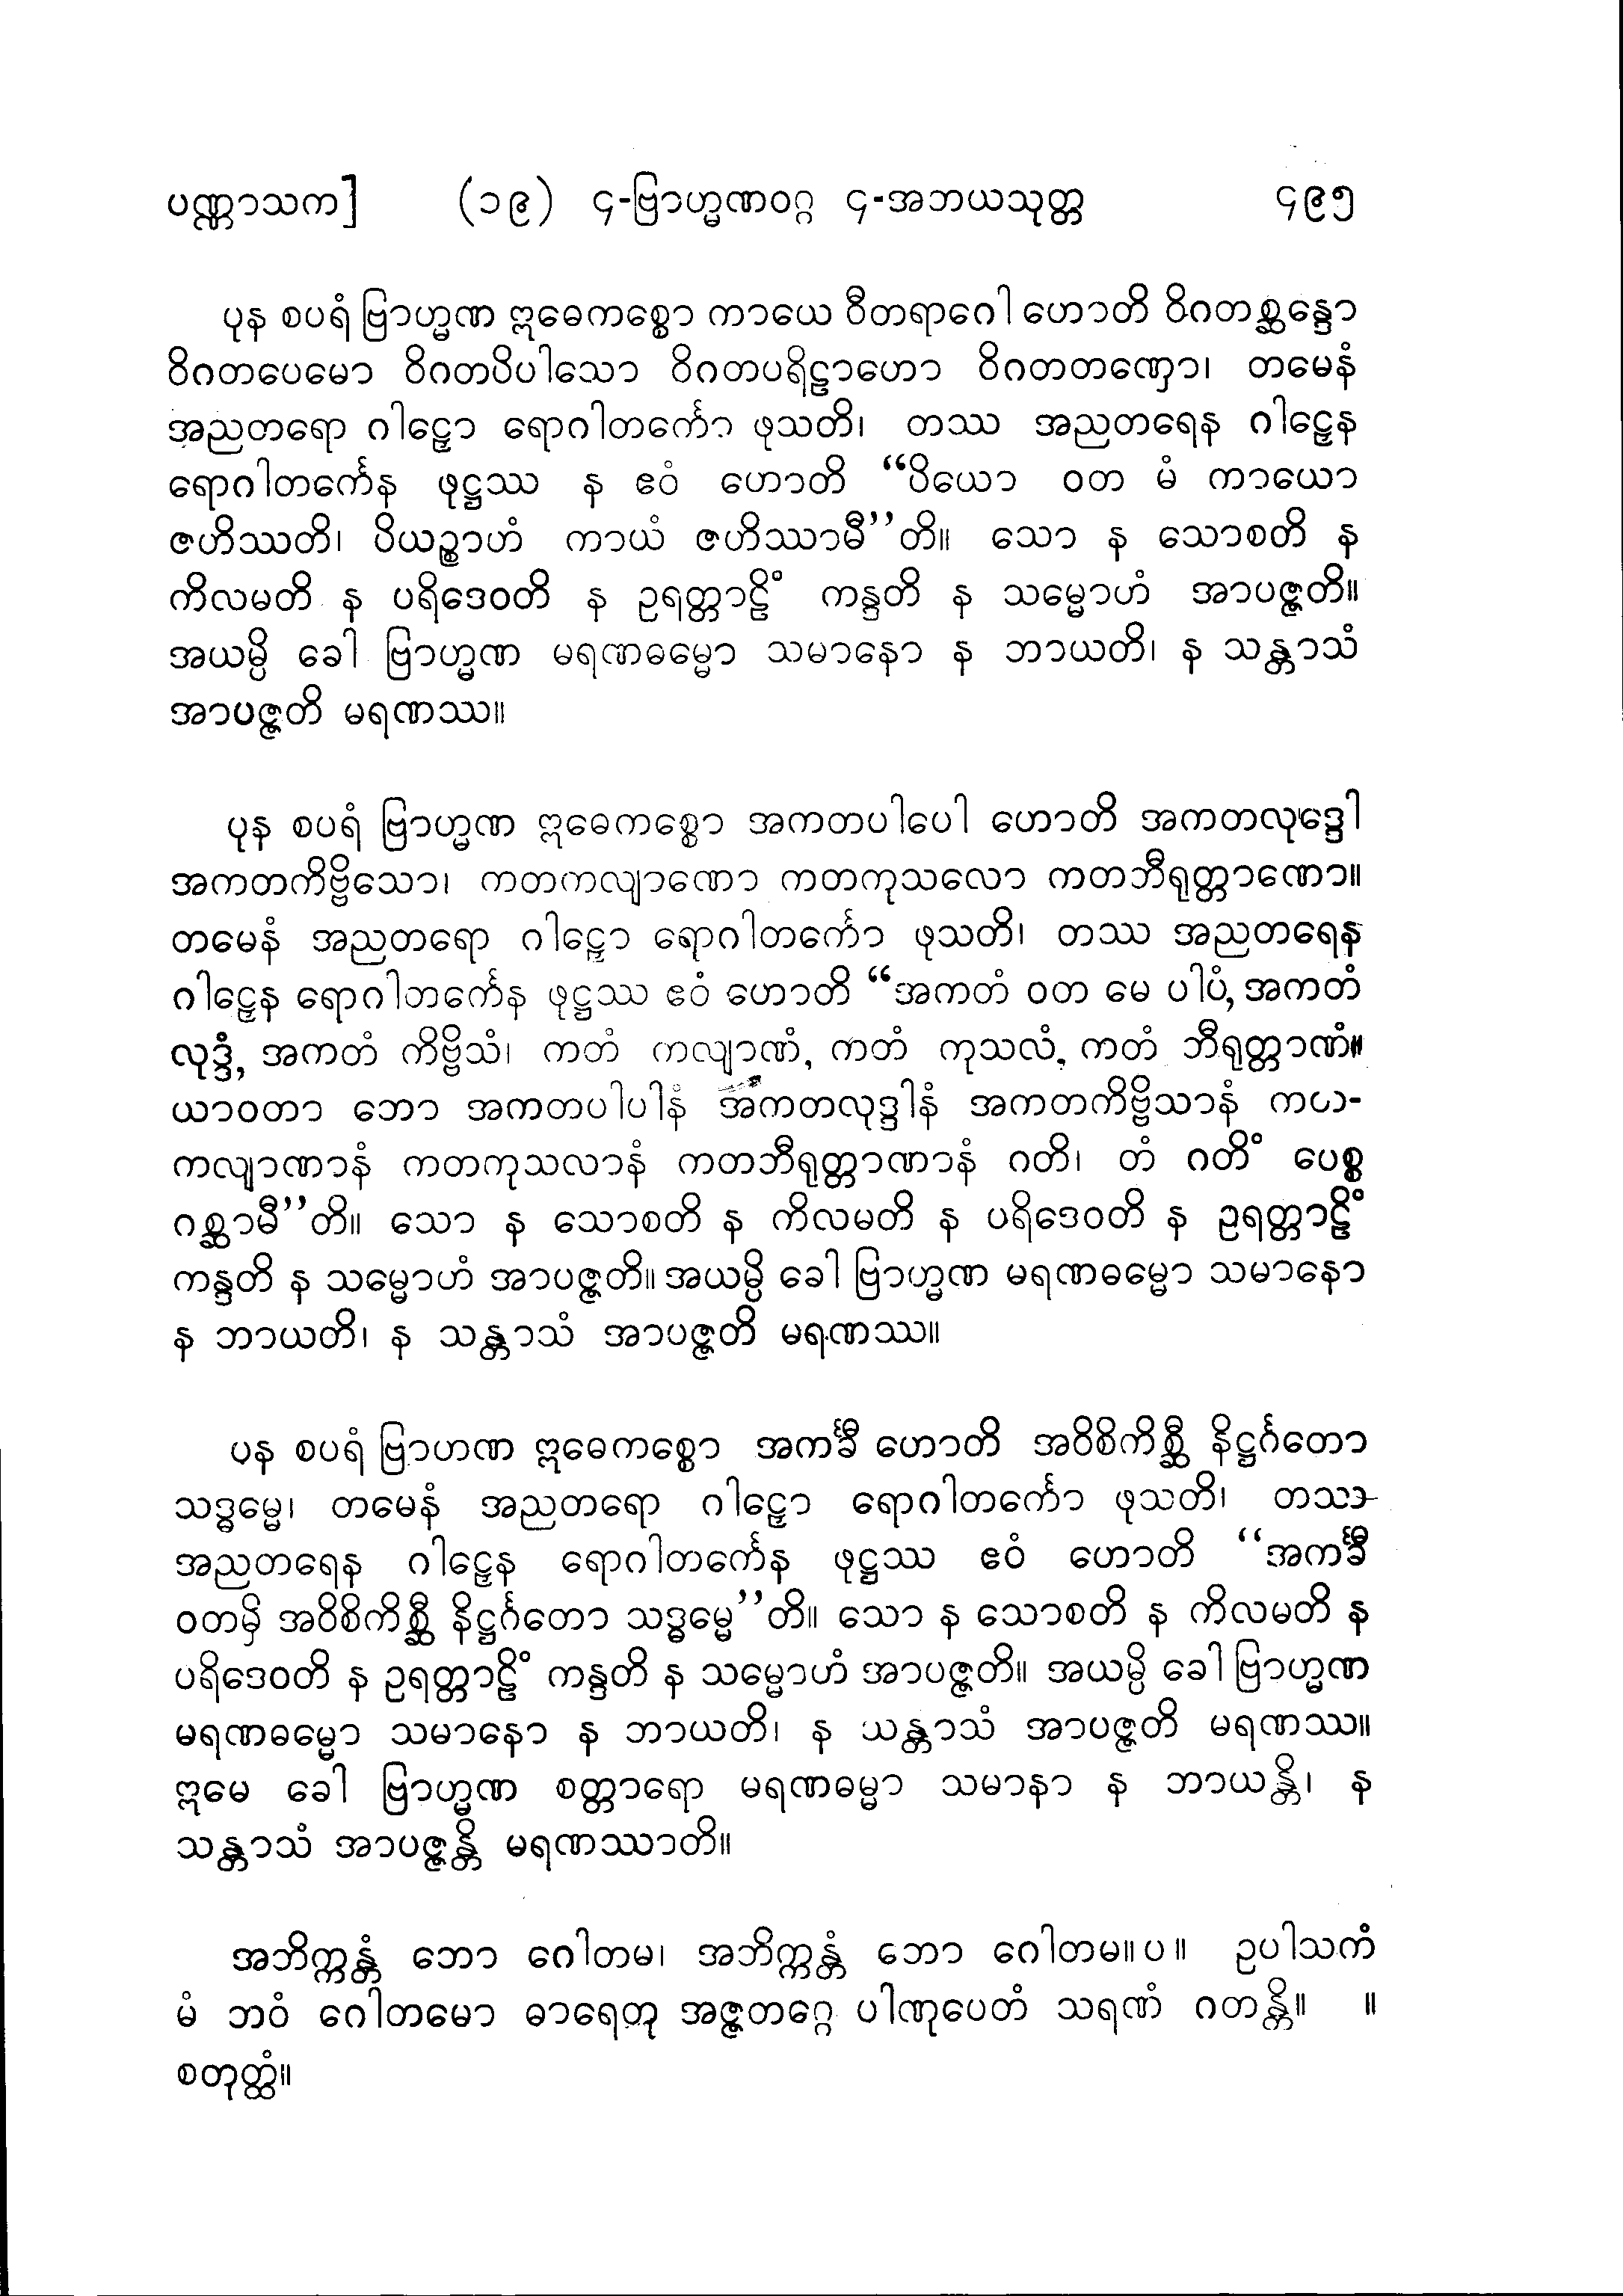 ပဏ္ဏာသက] (၁၉) ၄-ဗြာဟ္မဏဝဂ္ဂ ၄-အဘယသုတ္တ ၄၉၅
ပုန စပရံ ဗြာဟ္မဏ ဣဓေကစ္စော ကာယေ ဝီတရာဂေါ ဟောတိ ဝိဂတစ္ဆန္ဒော
ဝိဂတပေမော ဝိဂတပိပါသော ဝိဂတပရိဠာဟော ဝိဂတတဏှော၊ တမေနံ
အညတရော ဂါဠှော ရောဂါတင်္ကော ဖုသတိ၊ တဿ အညတရေန ဂါဠှေန
ရောဂါတင်္ကေန ဖုဋ္ဌဿ န ဧဝံ ဟောတိ “ပိယော ဝတ မံ ကာယော
ဇဟိဿတိ၊ ပိယဉ္စာဟံ ကာယံ ဇဟိဿာမီ”တိ။ သော န သောစတိ န
ကိလမတိ န ပရိဒေဝတိ န ဥရတ္တာဠိံ ကန္ဒတိ န သမ္မောဟံ အာပဇ္ဇတိ။
အယမ္ပိ ခေါ ဗြာဟ္မဏ မရဏဓမ္မော သမာနော န ဘာယတိ၊ န သန္တာသံ
အာပဇ္ဇတိ မရဏဿ။
ပုန စပရံ ဗြာဟ္မဏ ဣဓေကစ္စော အကတပါပေါ ဟောတိ အကတလုဒ္ဒေါ
အကတကိဗ္ဗိသော၊ ကတကလျာဏော ကတကုသလော ကတဘီရုတ္တာဏော။
တမေနံ အညတရော ဂါဠှော ရောဂါတင်္ကော ဖုသတိ၊ တဿ အညတရေန
ဂါဠှေန ရောဂါတင်္ကေန ဖုဋ္ဌဿ ဧဝံ ဟောတိ “အကတံ ဝတ မေ ပါပံ, အကတံ
လုဒ္ဒံ, အကတံ ကိဗ္ဗိသံ၊ ကတံ ကလျာဏံ, ကတံ ကုသလံ, ကတံ ဘီရုတ္တာဏံ။
ယာဝတာ ဘော အကတပါပါနံ အကတလုဒ္ဒါနံ အကတကိဗ္ဗိသာနံ ကတ-
ကလျာဏာနံ ကတကုသလာနံ ကတဘီရုတ္တာဏာနံ ဂတိ၊ တံ ဂတိံ ပေစ္စ
ဂစ္ဆာမီ”တိ။ သော န သောစတိ န ကိလမတိ န ပရိဒေဝတိ န ဥရတ္တာဠိံ
ကန္ဒတိ န သမ္မောဟံ အာပဇ္ဇတိ။ အယမ္ပိ ခေါ ဗြာဟ္မဏ မရဏဓမ္မော သမာနော
န ဘာယတိ၊ န သန္တာသံ အာပဇ္ဇတိ မရဏဿ။
ပုန စပရံ ဗြာဟ္မဏ ဣဓေကစ္စော အကင်္ခီ ဟောတိ အဝိစိကိစ္ဆီ နိဋ္ဌင်္ဂတော
သဒ္ဓမ္မေ၊ တမေနံ အညတရော ဂါဠှော ရောဂါတင်္ကော ဖုသတိ၊ တဿ
အညတရေန ဂါဠှေန ရောဂါတင်္ကေန ဖုဋ္ဌဿ ဧဝံ ဟောတိ “အကင်္ခီ
ဝတမှိ အဝိစိကိစ္ဆီ နိဋ္ဌင်္ဂတော သဒ္ဓမ္မေ”တိ။ သော န သောစတိ န ကိလမတိ န
ပရိဒေဝတိ န ဥရတ္တာဠိံ ကန္ဒတိ န သမ္မောဟံ အာပဇ္ဇတိ။ အယမ္ပိ ခေါ ဗြာဟ္မဏ
မရဏဓမ္မော သမာနော န ဘာယတိ၊ န သန္တာသံ အာပဇ္ဇတိ မရဏဿ။
ဣမေ ခေါ ဗြာဟ္မဏ စတ္တာရော မရဏဓမ္မာ သမာနာ န ဘာယန္တိ၊ န
သန္တာသံ အာပဇ္ဇန္တိ မရဏဿာတိ။
အဘိက္ကန္တံ ဘော ဂေါတမ၊ အဘိက္ကန္တံ ဘော ဂေါတမ။ပ။ ဥပါသကံ
မံ ဘဝံ ဂေါတမော ဓာရေတု အဇ္ဇတဂ္ဂေ ပါဏုပေတံ သရဏံ ဂတန္တိ။ ။
စတုတ္ထံ။